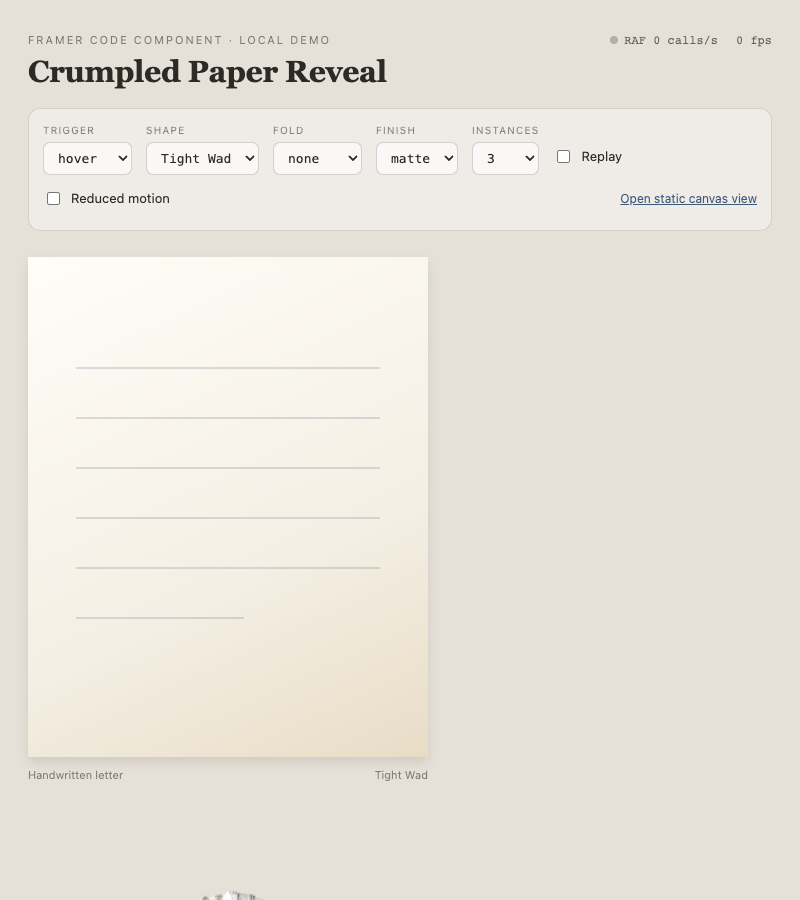 FRAMER CODE COMPONENT · LOCAL DEMO
RAF 0 calls/s 0 fps
Crumpled Paper Reveal
TRIGGER SHAPE FOLD FINISH INSTANCES
hover Tight Wad none matte 3 Replay
Reduced motion Open static canvas view
Handwritten letter Tight Wad